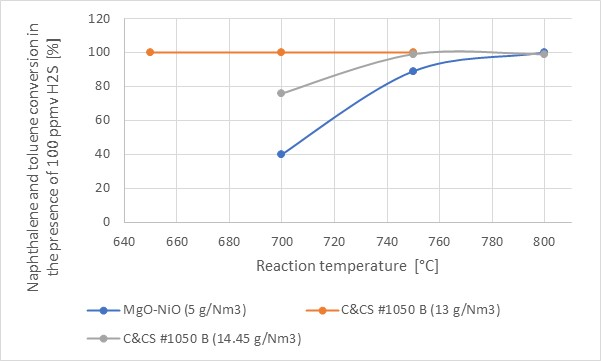 Naphthalene and toluene conversion in
the presence of 100 ppmv H2S [%]
120
100
80
60
40
20
0
640 660 680 700 720 740 760 780 800
Reaction temperature [°C]
MgO-NiO (5 g/Nm3) C&CS #1050 B (13 g/Nm3)
C&CS #1050 B (14.45 g/Nm3)